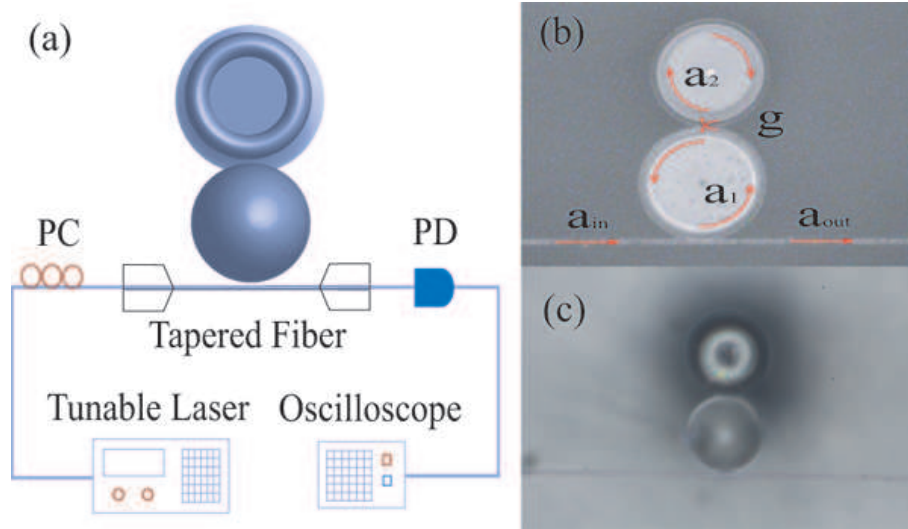 (a)
PC
PD
Tapered Fiber
Tunable Laser
Oscilloscope
(b)
a2
g
a1
ain
aout
(c)